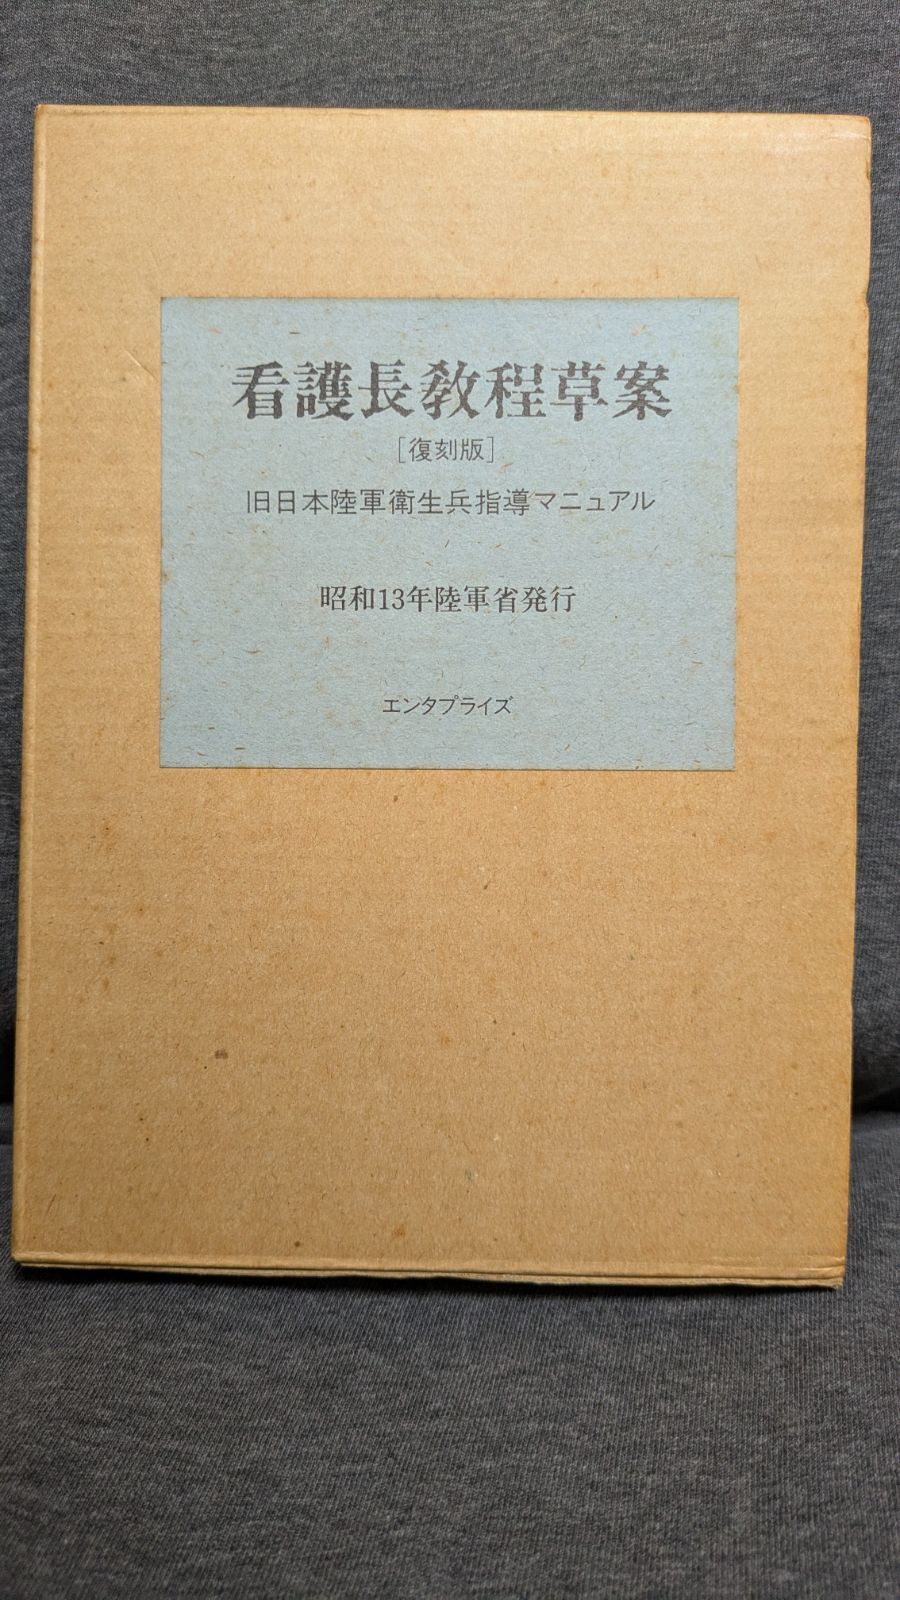 看護長教程草案
[復刻版]
旧日本陸軍衛生兵指導マニュアル
昭和13年陸軍省発行
エンタプライズ